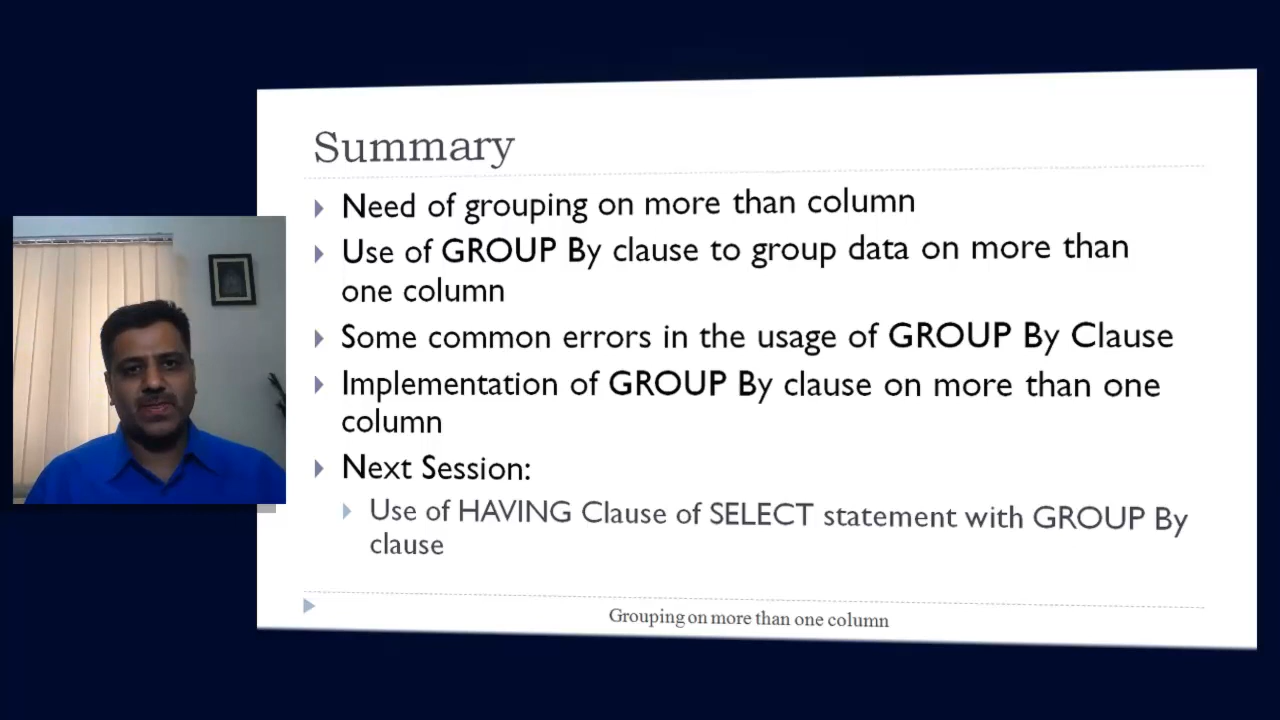 Summary
Need of grouping on more than column
Use of GROUP By clause to group data on more than
one column
Some common errors in the usage of GROUP By Clause
Implementation of GROUP By clause on more than one
column
Next Session:
Use of HAVING Clause of SELECT statement with GROUP By
clause
Grouping on more than one column